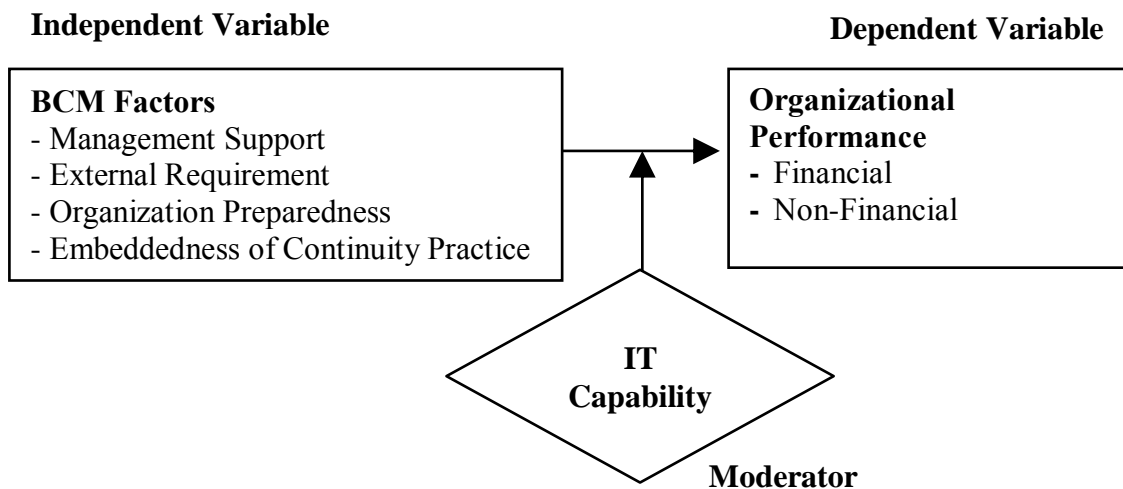 Independent Variable
Dependent Variable
BCM Factors
- Management Support
- External Requirement
- Organization Preparedness
- Embeddedness of Continuity Practice
Organizational
Performance
- Financial
- Non-Financial
IT
Capability
Moderator